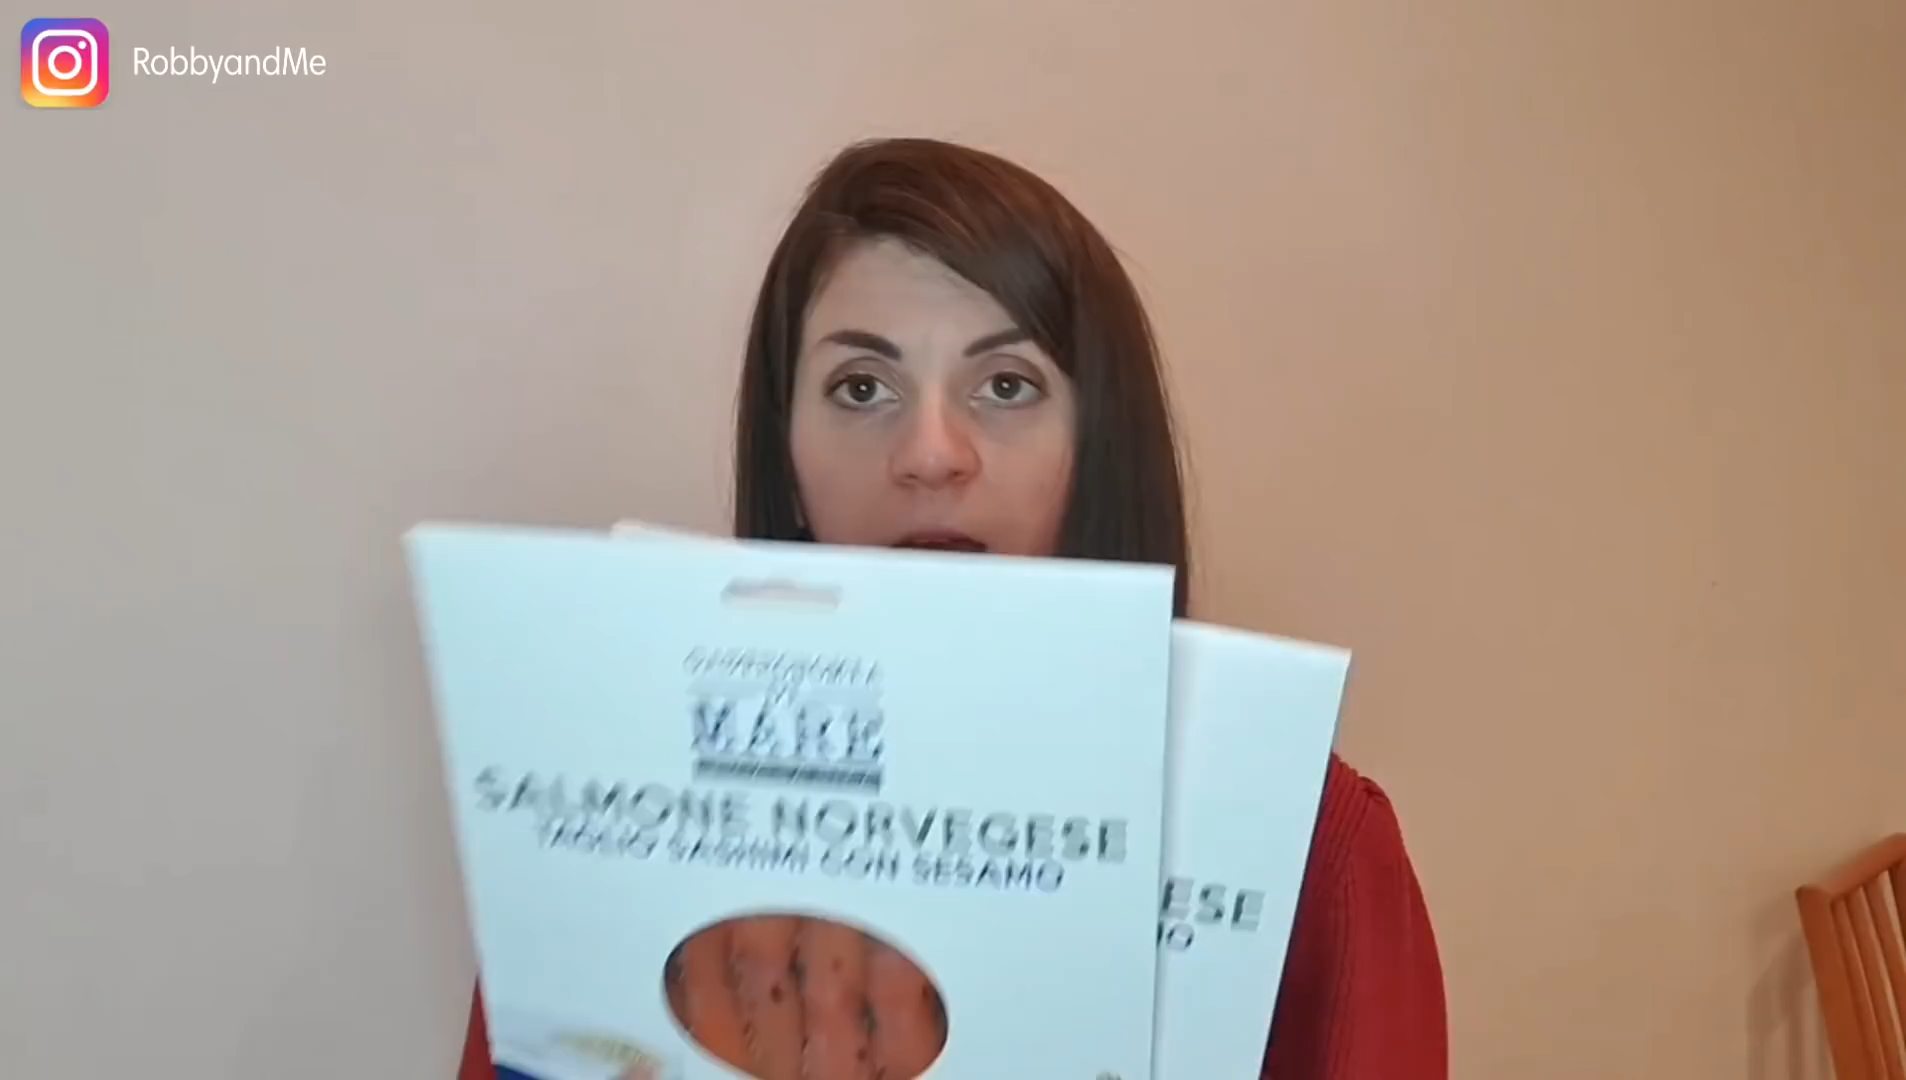 RobbyandMe
MARE
SALMONE NORVEGESE
TAGLIO SASHIMI CON SESAMO
ESE